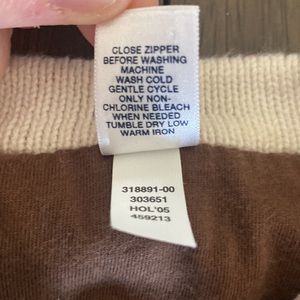 CLOSE ZIPPER
BEFORE WASHING
MACHINE
WASH COLD
GENTLE CYCLE
ONLY NON-
CHLORINE BLEACH
WHEN NEEDED
TUMBLE DRY LOW
WARM IRON
318891-00
303651
HOL'05
459213